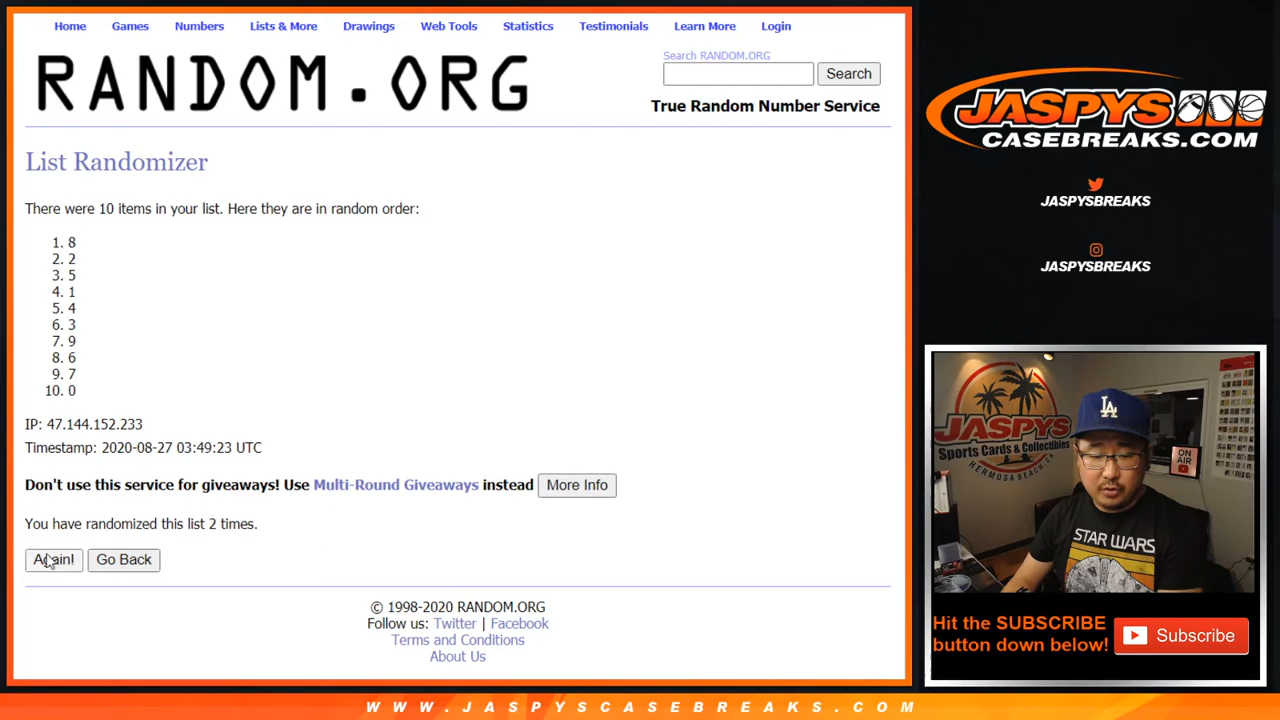 Home Games Numbers Lists & More Drawings Web Tools Statistics Testimonials Learn More Login
RANDOM.ORG
Search RANDOM.ORG
Search
True Random Number Service
List Randomizer
There were 10 items in your list. Here they are in random order:
1. 8
2. 2
3. 5
4. 1
5. 4
6. 3
7. 9
8. 6
9. 7
10. 0
IP: 47.144.152.233
Timestamp: 2020-08-27 03:49:23 UTC
Don't use this service for giveaways! Use Multi-Round Giveaways instead More Info
You have randomized this list 2 times.
Again! Go Back
© 1998-2020 RANDOM.ORG
Follow us: Twitter | Facebook
Terms and Conditions
About Us
JASPYS
CASEBREAKS.COM
JASPYSBREAKS
JASPYSBREAKS
JASPYS
Sports Cards & Collectibles
HERMOSA BEACH, CA
LA
ON
AIR
STAR WARS
Hit the SUBSCRIBE
button down below!
Subscribe
WWW.JASPYSCASEBREAKS.COM